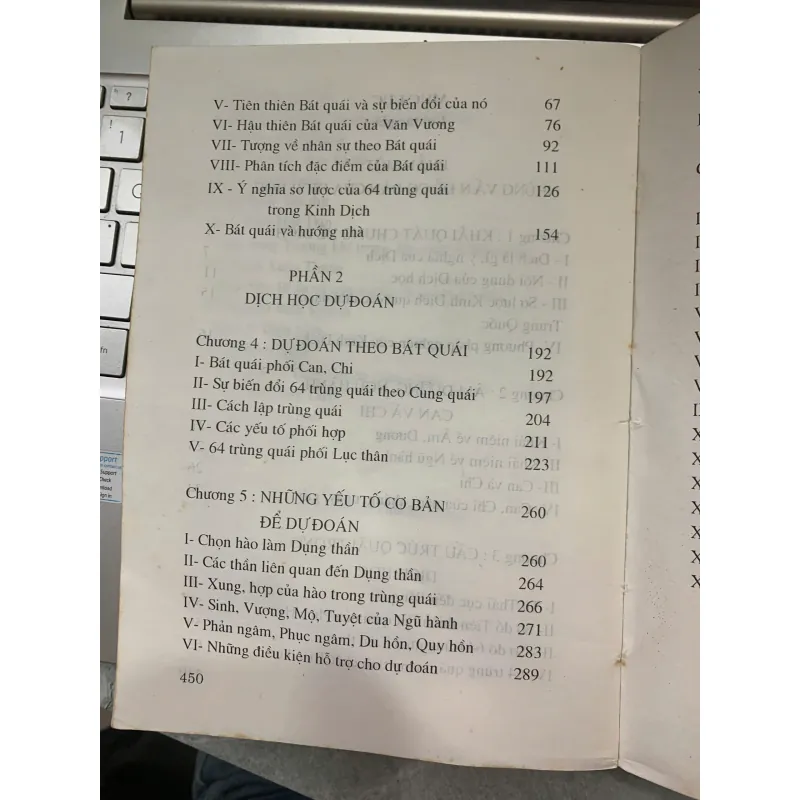 V- Tiên thiên Bát quái và sự biến đổi của nó 67
VI- Hậu thiên Bát quái của Văn Vương 76
VII- Tượng về nhân sự theo Bát quái 92
VIII- Phân tích đặc điểm của Bát quái 111
IX - Ý nghĩa sơ lược của 64 trùng quái 126
trong Kinh Dịch
X- Bát quái và hướng nhà 154
PHẦN 2
DỊCH HỌC DỰ ĐOÁN
Chương 4 : DỰ ĐOÁN THEO BÁT QUÁI 192
I- Bát quái phối Can, Chi 192
II- Sự biến đổi 64 trùng quái theo Cung quái 197
III- Cách lập trùng quái 204
IV- Các yếu tố phối hợp 211
V- 64 trùng quái phối Lục thân 223
Chương 5 : NHỮNG YẾU TỐ CƠ BẢN 260
ĐỂ DỰ ĐOÁN
I- Chọn hào làm Dụng thần 260
II- Các thần liên quan đến Dụng thần 264
III- Xung, hợp của hào trong trùng quái 266
IV- Sinh, Vượng, Mộ, Tuyệt của Ngũ hành 271
V- Phản ngâm, Phục ngâm, Du hồn, Quy hồn 283
VI- Những điều kiện hỗ trợ cho dự đoán 289
450